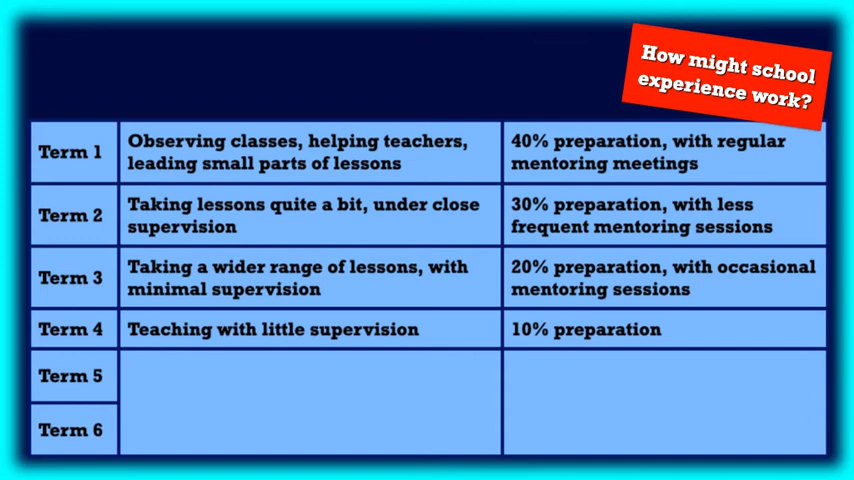 How might school
experience work?
Term 1
Observing classes, helping teachers,
leading small parts of lessons
40% preparation, with regular
mentoring meetings
Term 2
Taking lessons quite a bit, under close
supervision
30% preparation, with less
frequent mentoring sessions
Term 3
Taking a wider range of lessons, with
minimal supervision
20% preparation, with occasional
mentoring sessions
Term 4
Teaching with little supervision
10% preparation
Term 5
Term 6